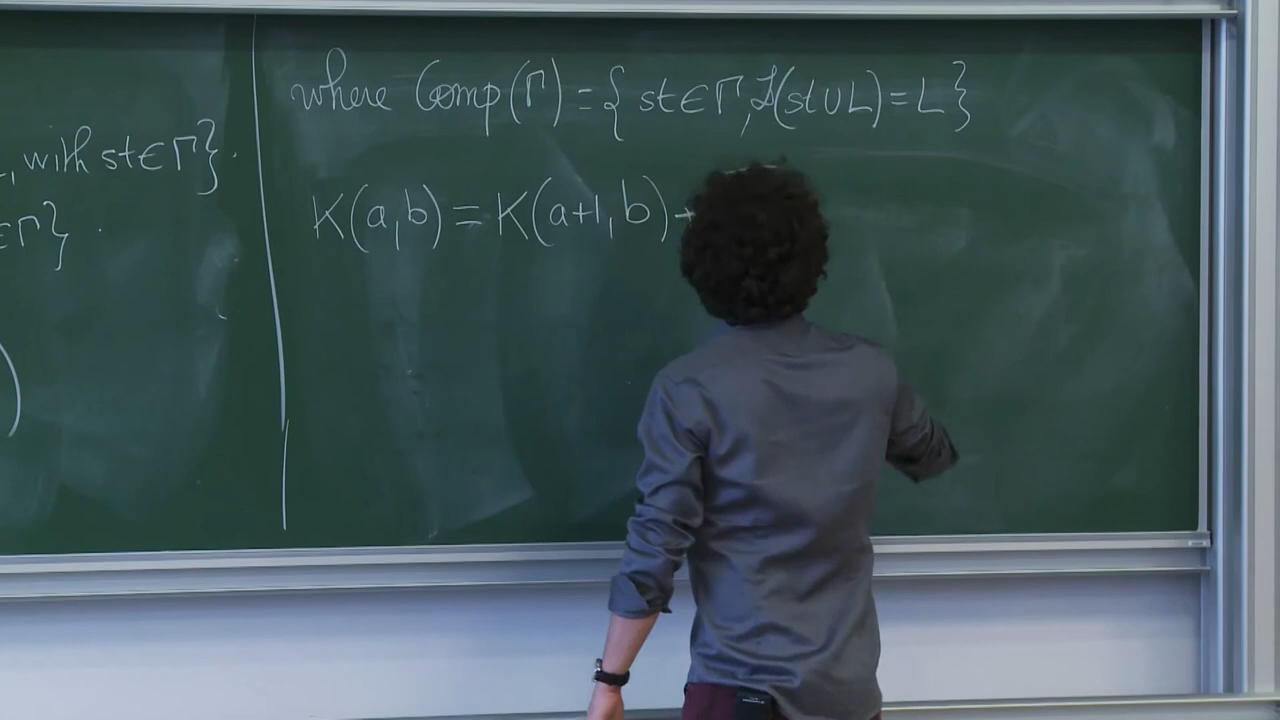 , with st ∈ Γ}.
∈ Γ}.
)
where Comp(Γ) = { st ∈ Γ, 𝓛(st ∪ L) = L }
K(a,b) = K(a+1, b) +